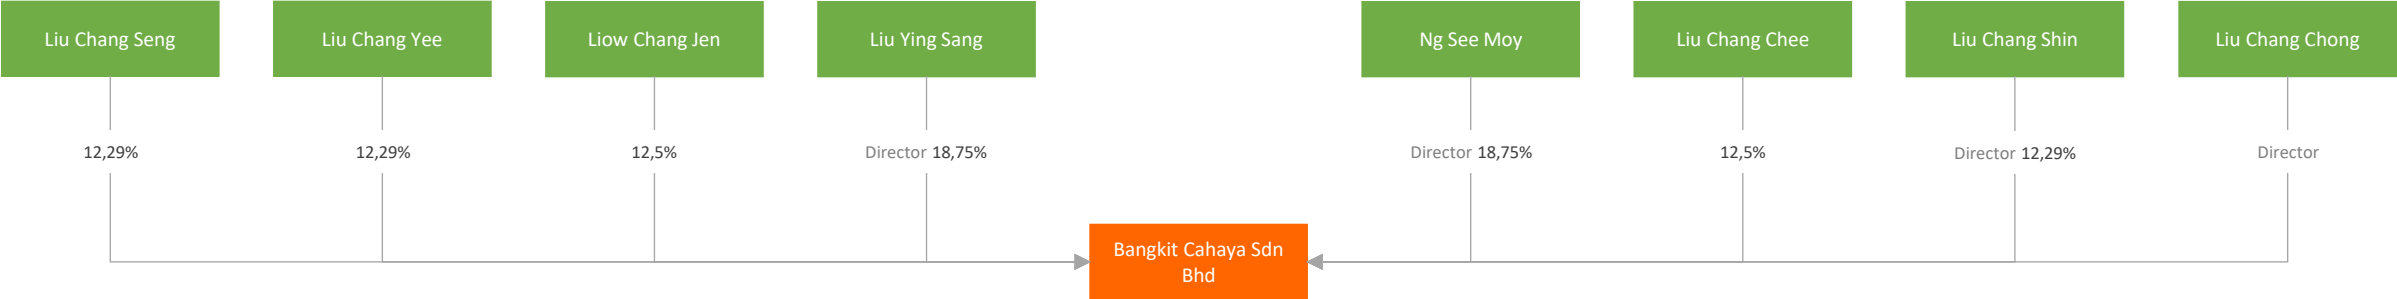 Liu Chang Seng
Liu Chang Yee
Liow Chang Jen
Liu Ying Sang
Ng See Moy
Liu Chang Chee
Liu Chang Shin
Liu Chang Chong
12,29%
12,29%
12,5%
Director 18,75%
Director 18,75%
12,5%
Director 12,29%
Director
Bangkit Cahaya Sdn
Bhd